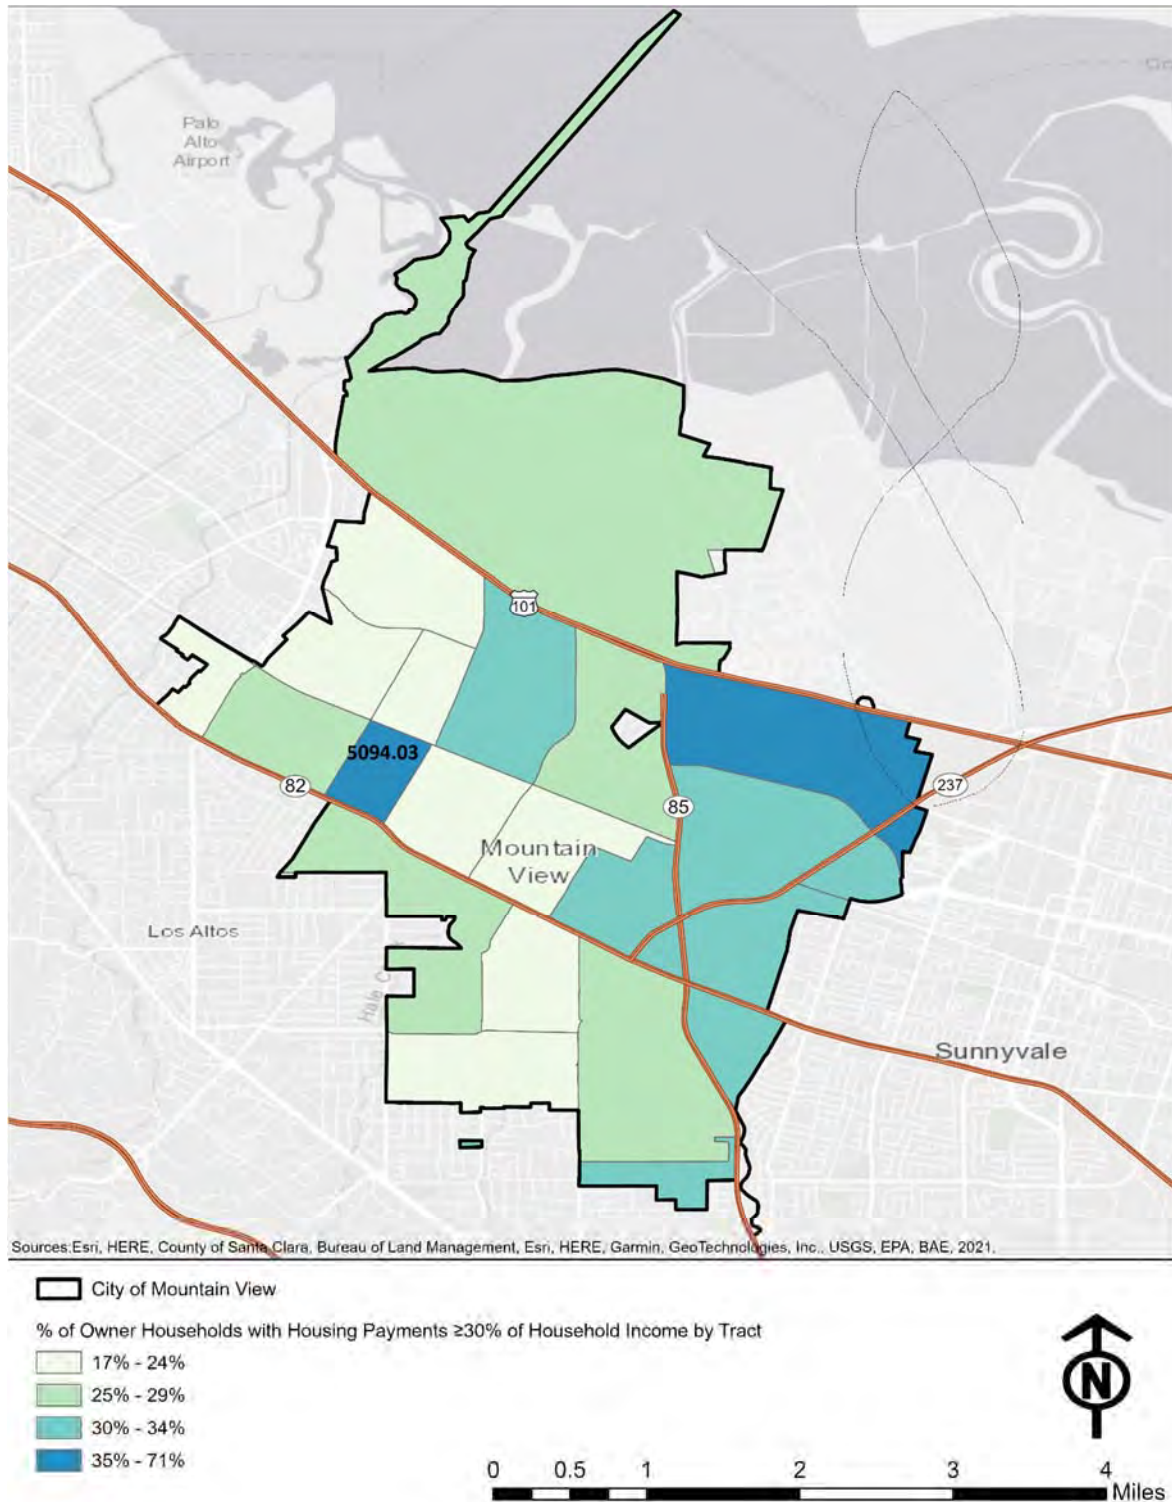 Palo
Alto
Airport
101
5094.03
82
85
237
Mountain
View
Los Altos
Hale C
Sunnyvale
Sources:Esri, HERE, County of Santa Clara, Bureau of Land Management, Esri, HERE, Garmin, GeoTechnologies, Inc., USGS, EPA, BAE, 2021,
City of Mountain View
% of Owner Households with Housing Payments ≥30% of Household Income by Tract
17% - 24%
25% - 29%
30% - 34%
35% - 71%
N
0 0.5 1 2 3 4
Miles